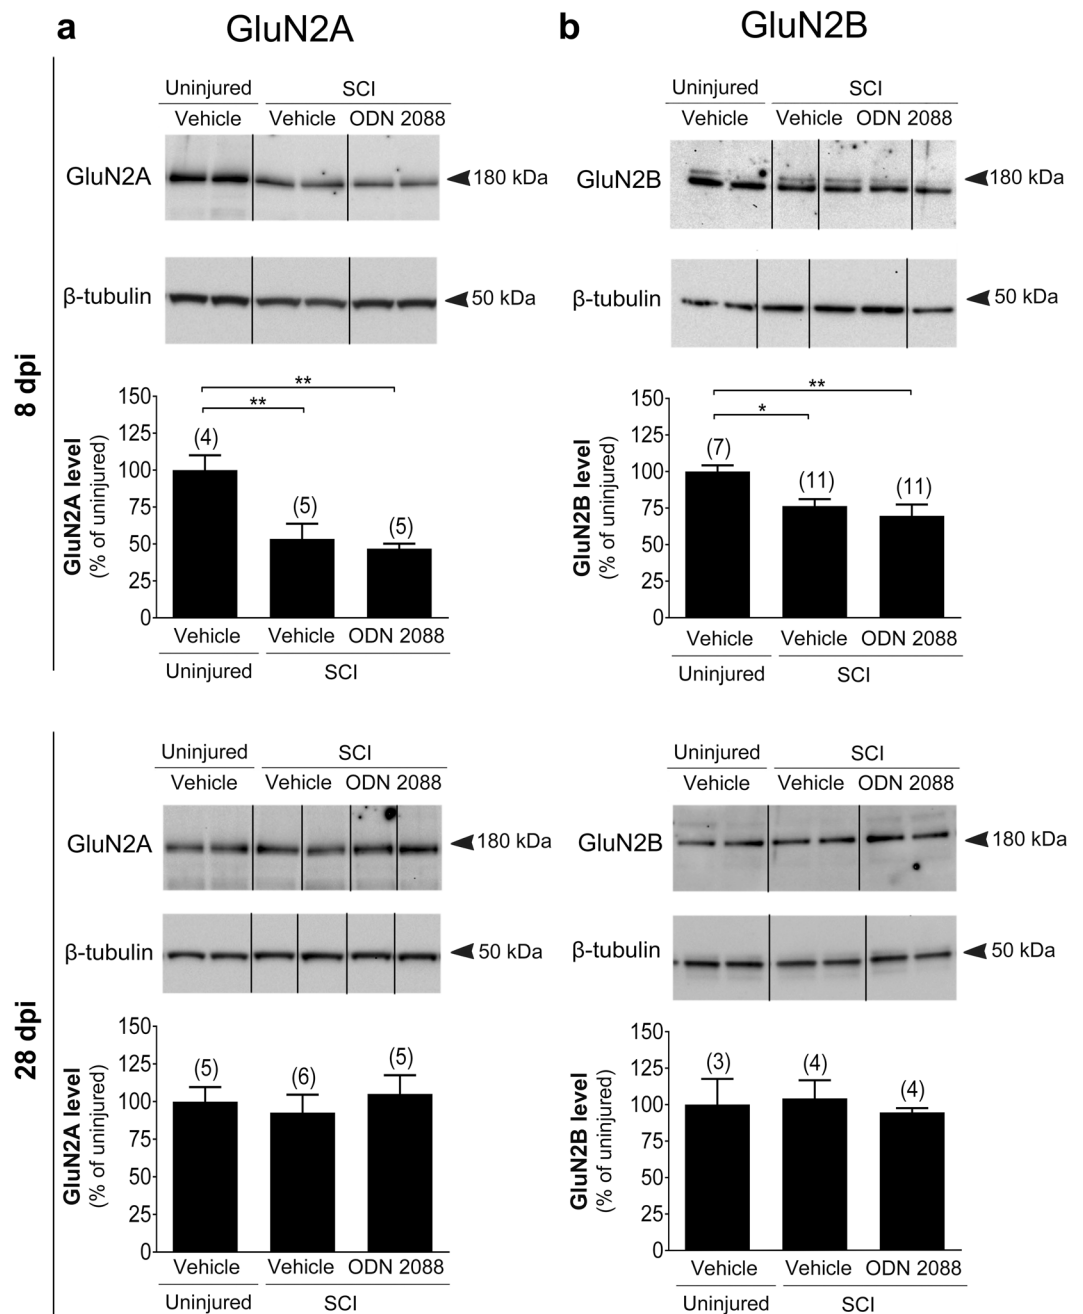 a GluN2A
b GluN2B
8 dpi
Uninjured SCI
Vehicle Vehicle ODN 2088
GluN2A 180 kDa
β-tubulin 50 kDa
Uninjured SCI
Vehicle Vehicle ODN 2088
GluN2B 180 kDa
β-tubulin 50 kDa
GluN2A level
(% of uninjured)
150
125
100
75
50
25
0
**
**
(4)
(5)
(5)
Vehicle Vehicle ODN 2088
Uninjured SCI
GluN2B level
(% of uninjured)
150
125
100
75
50
25
0
**
*
(7)
(11)
(11)
Vehicle Vehicle ODN 2088
Uninjured SCI
28 dpi
Uninjured SCI
Vehicle Vehicle ODN 2088
GluN2A 180 kDa
β-tubulin 50 kDa
Uninjured SCI
Vehicle Vehicle ODN 2088
GluN2B 180 kDa
β-tubulin 50 kDa
GluN2A level
(% of uninjured)
150
125
100
75
50
25
0
(5)
(6)
(5)
Vehicle Vehicle ODN 2088
Uninjured SCI
GluN2B level
(% of uninjured)
150
125
100
75
50
25
0
(3)
(4)
(4)
Vehicle Vehicle ODN 2088
Uninjured SCI